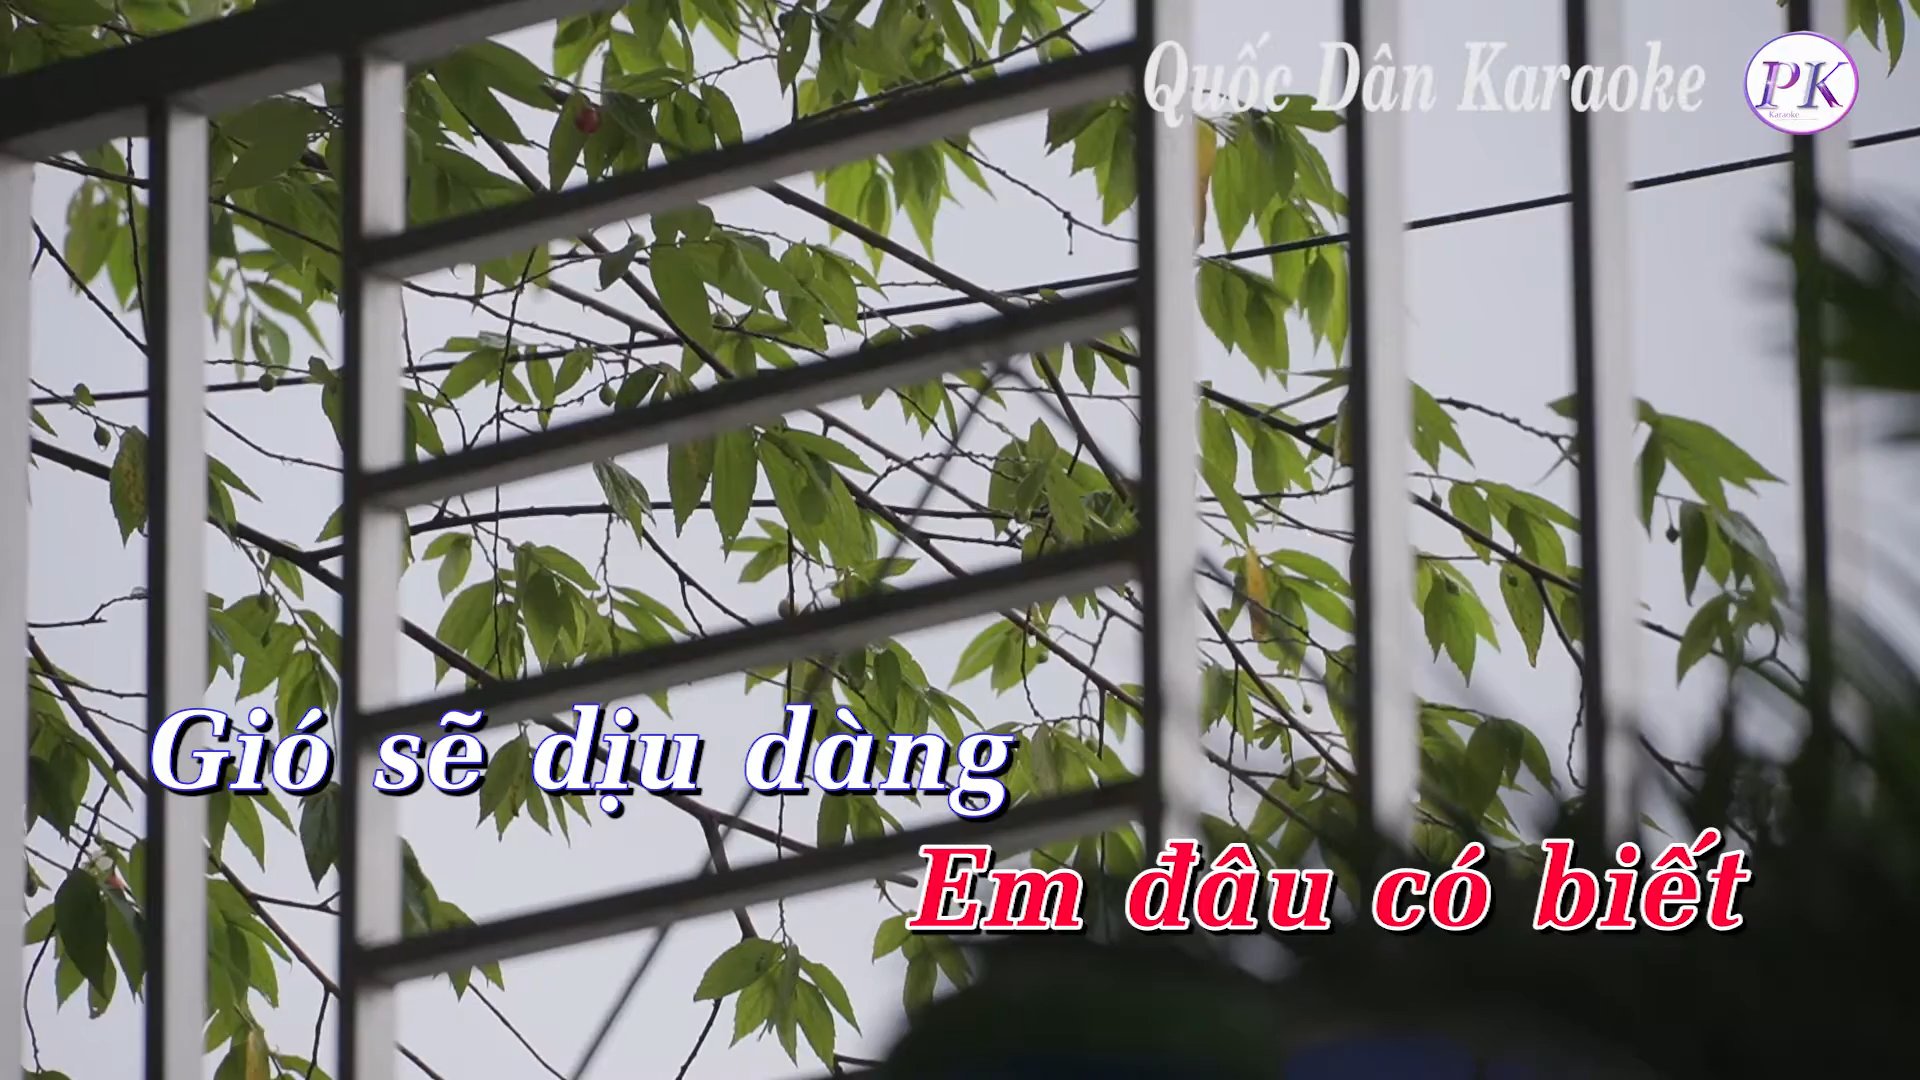 Quốc Dân Karaoke
PK
Karaoke
Gió sẽ dịu dàng
Em đâu có biết